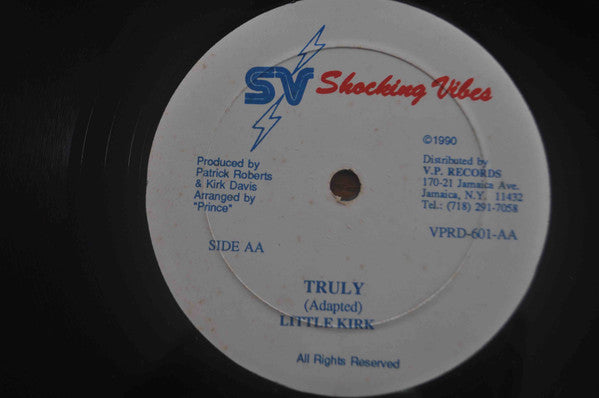 SV Shocking Vibes
©1990
Produced by
Patrick Roberts
& Kirk Davis
Arranged by
"Prince"
Distributed by
V.P. RECORDS
170-21 Jamaica Ave.
Jamaica, N.Y. 11432
Tel.: (718) 291-7058
SIDE AA
VPRD-601-AA
TRULY
(Adapted)
LITTLE KIRK
All Rights Reserved